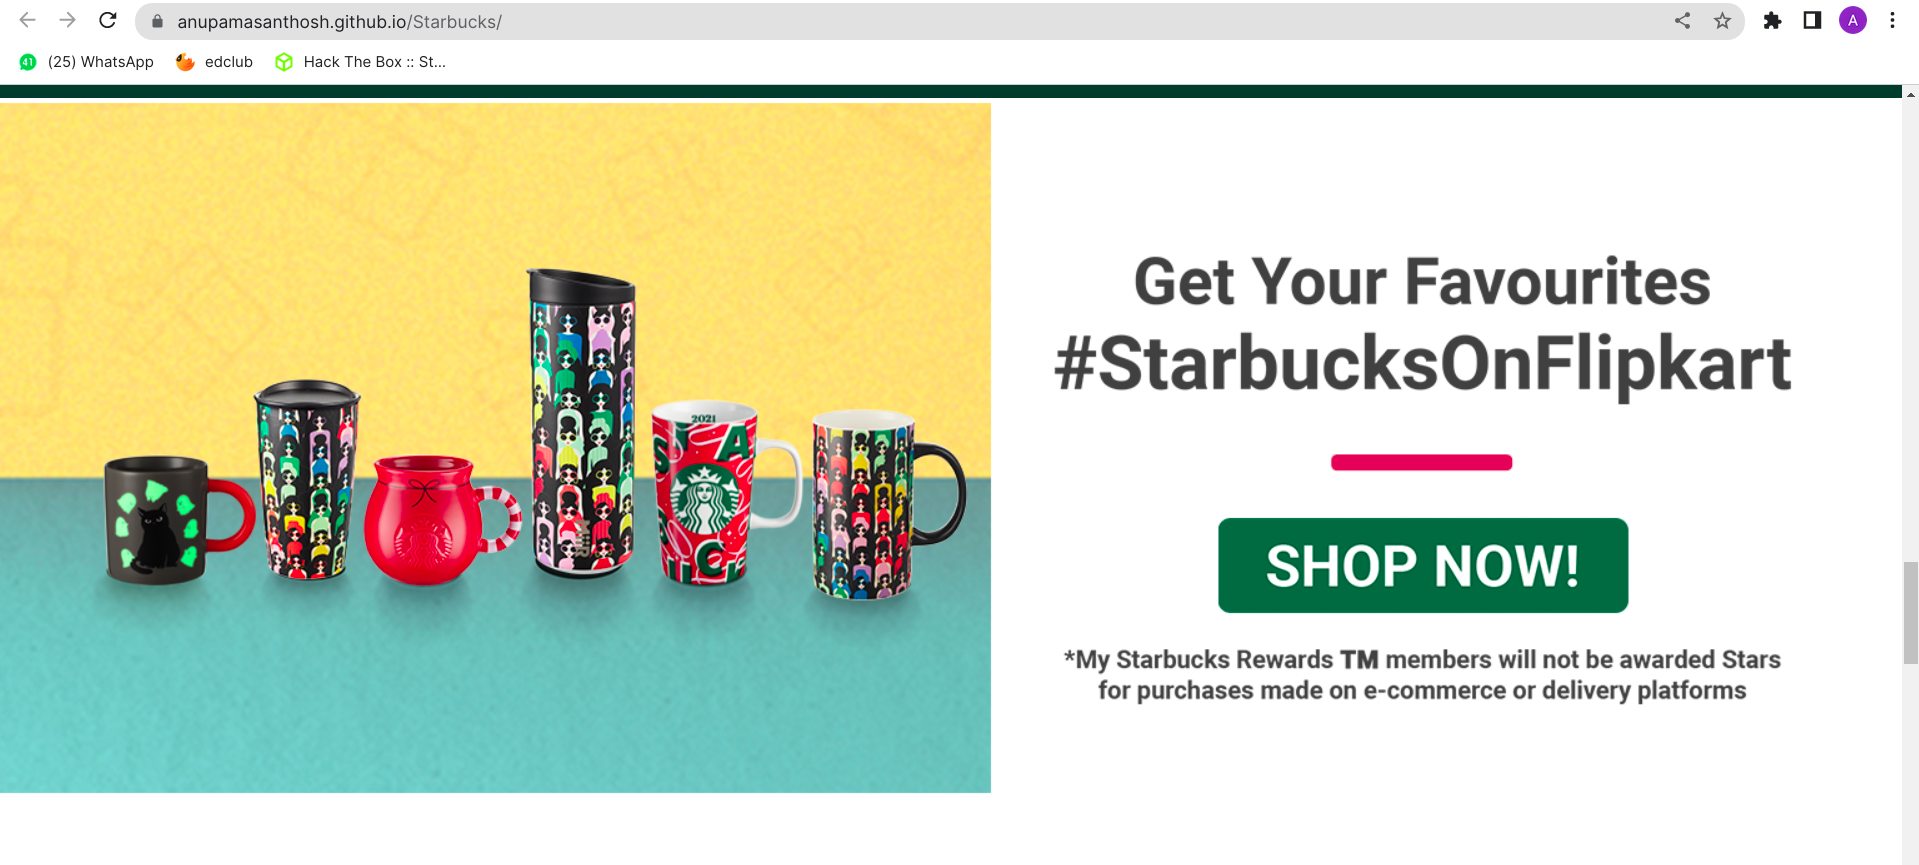 anupamasanthosh.github.io/Starbucks/
A
41
(25) WhatsApp
edclub
Hack The Box :: St...
Get Your Favourites
#StarbucksOnFlipkart
SHOP NOW!
*My Starbucks Rewards TM members will not be awarded Stars
for purchases made on e-commerce or delivery platforms
2021